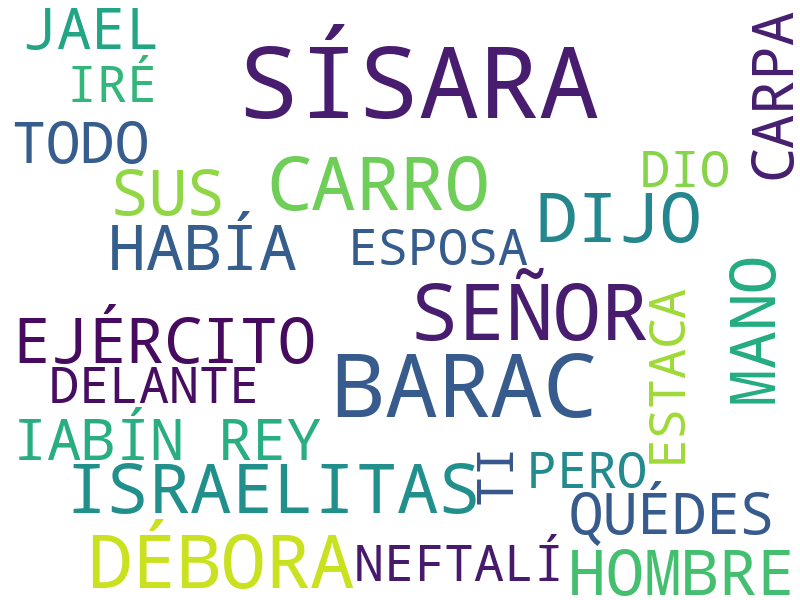 JAEL
IRÉ
SÍSARA
CARPA
TODO
SUS
CARRO
DIO
HABÍA
ESPOSA
DIJO
SEÑOR
MANO
EJÉRCITO
ESTACA
DELANTE
BARAC
IABÍN REY
ISRAELITAS
TI
PERO
QUÉDES
DÉBORA
NEFTALÍ
HOMBRE